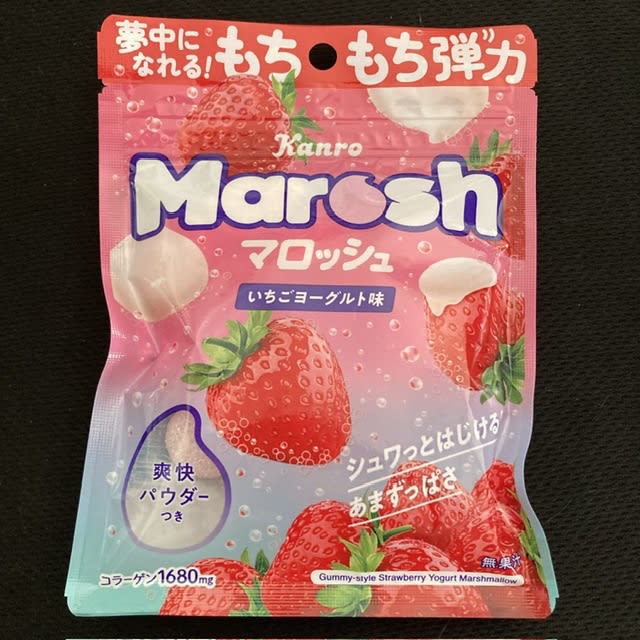 夢中に
なれる!
もちもち弾力
Kanro
Marosh
マロッシュ
いちごヨーグルト味
シュワっとはじける
あまずっぱさ
爽快
パウダー
つき
無果汁
コラーゲン1680mg
Gummy-style Strawberry Yogurt Marshmallow